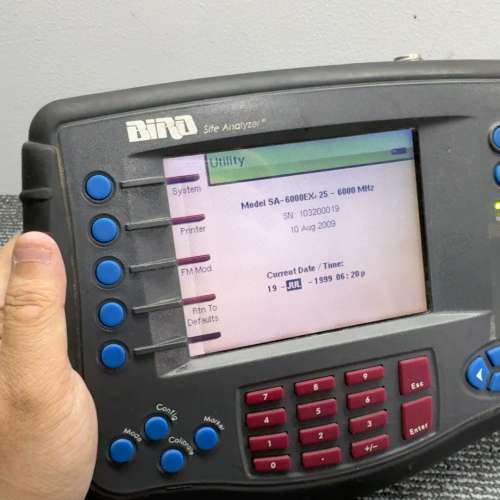 BIRD Site Analyzer™
Utility
System
Printer
FM Mod
Rtn To
Defaults
Model SA-6000EX, 25 - 6000 MHz
SN: 103200019
10 Aug 2009
Current Date / Time:
19 - JUL - 1999 06:20p
7 8 9 Esc
4 5 6
1 2 3 Enter
0 . +/-
Mode
Config
Calibrate
Marker